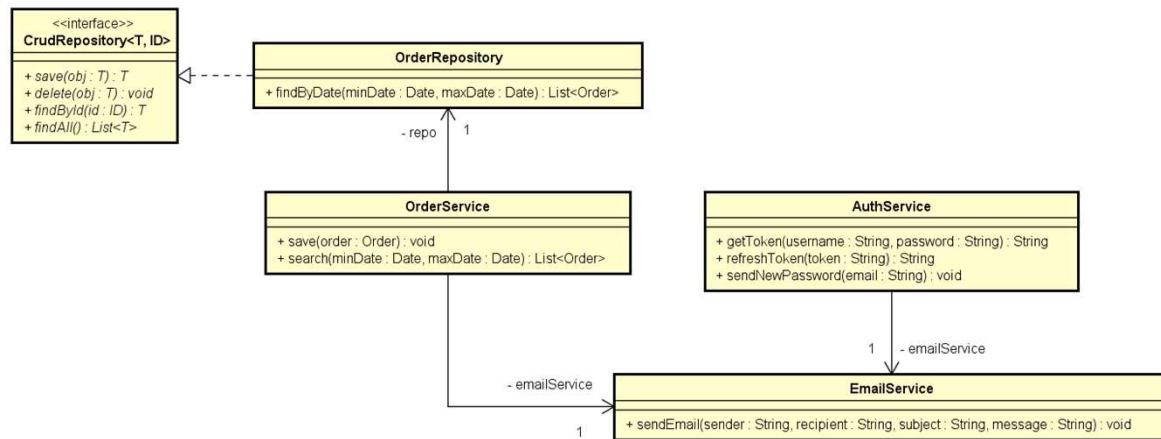 <<interface>>
CrudRepository<T, ID>
+ save(obj : T) : T
+ delete(obj : T) : void
+ findById(id : ID) : T
+ findAll() : List<T>
OrderRepository
+ findByDate(minDate : Date, maxDate : Date) : List<Order>
- repo
1
OrderService
+ save(order : Order) : void
+ search(minDate : Date, maxDate : Date) : List<Order>
AuthService
+ getToken(username : String, password : String) : String
+ refreshToken(token : String) : String
+ sendNewPassword(email : String) : void
1
- emailService
- emailService
1
EmailService
+ sendEmail(sender : String, recipient : String, subject : String, message : String) : void